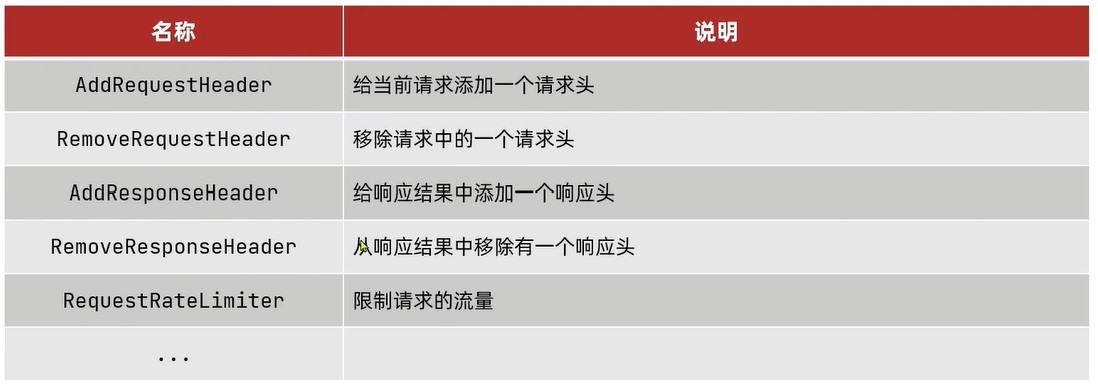 名称 说明
AddRequestHeader 给当前请求添加一个请求头
RemoveRequestHeader 移除请求中的一个请求头
AddResponseHeader 给响应结果中添加一个响应头
RemoveResponseHeader 从响应结果中移除有一个响应头
RequestRateLimiter 限制请求的流量
...